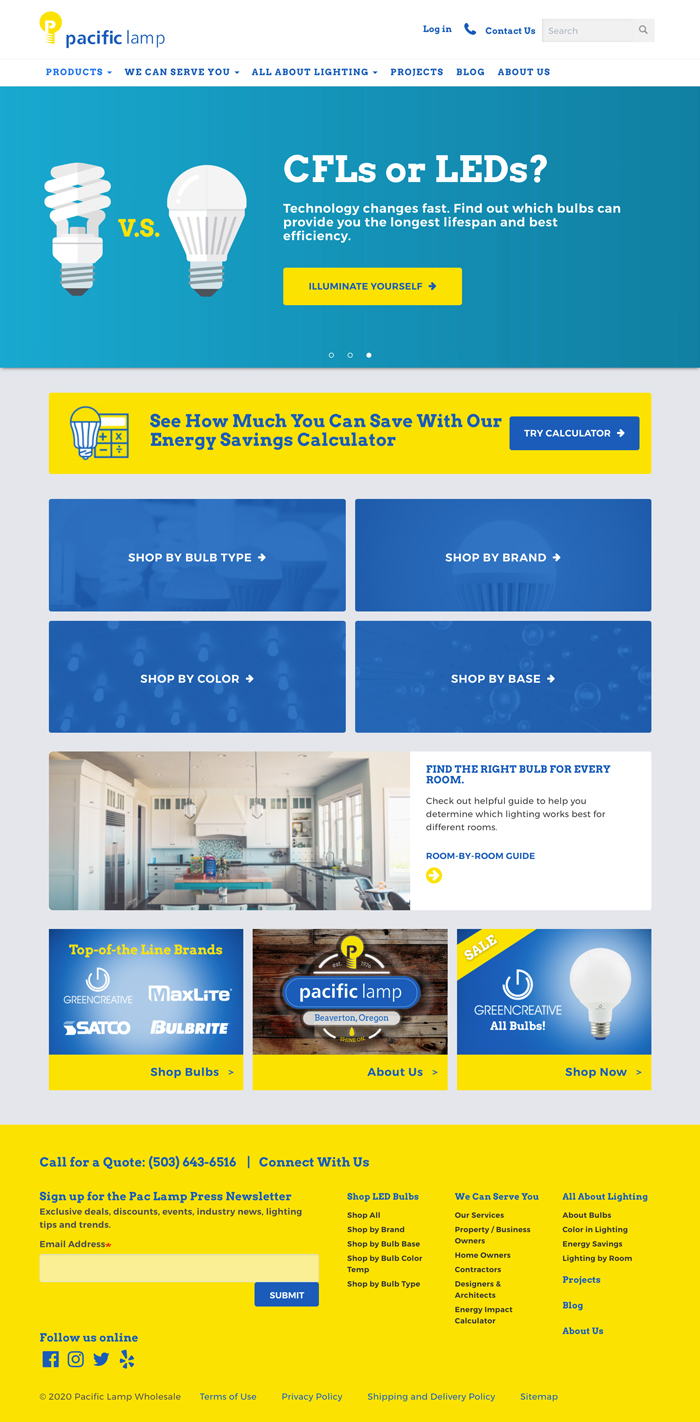 P
pacific lamp
Log in
Contact Us
Search
PRODUCTS
WE CAN SERVE YOU
ALL ABOUT LIGHTING
PROJECTS
BLOG
ABOUT US
V.S.
CFLs or LEDs?
Technology changes fast. Find out which bulbs can
provide you the longest lifespan and best
efficiency.
ILLUMINATE YOURSELF
See How Much You Can Save With Our
Energy Savings Calculator
TRY CALCULATOR
SHOP BY BULB TYPE
SHOP BY BRAND
SHOP BY COLOR
SHOP BY BASE
FIND THE RIGHT BULB FOR EVERY
ROOM.
Check out helpful guide to help you
determine which lighting works best for
different rooms.
ROOM-BY-ROOM GUIDE
Top-of-the Line Brands
GREENCREATIVE
MAXLITE
SATCO
BULBRITE
Shop Bulbs >
P
est. 1976
pacific lamp
Beaverton, Oregon
SHINE ON
About Us >
SALE
GREENCREATIVE
All Bulbs!
Shop Now >
Call for a Quote: (503) 643-6516 | Connect With Us
Sign up for the Pac Lamp Press Newsletter
Exclusive deals, discounts, events, industry news, lighting
tips and trends.
Email Address*
SUBMIT
Follow us online
Shop LED Bulbs
Shop All
Shop by Brand
Shop by Bulb Base
Shop by Bulb Color
Temp
Shop by Bulb Type
We Can Serve You
Our Services
Property / Business
Owners
Home Owners
Contractors
Designers &
Architects
Energy Impact
Calculator
All About Lighting
About Bulbs
Color in Lighting
Energy Savings
Lighting by Room
Projects
Blog
About Us
© 2020 Pacific Lamp Wholesale
Terms of Use
Privacy Policy
Shipping and Delivery Policy
Sitemap